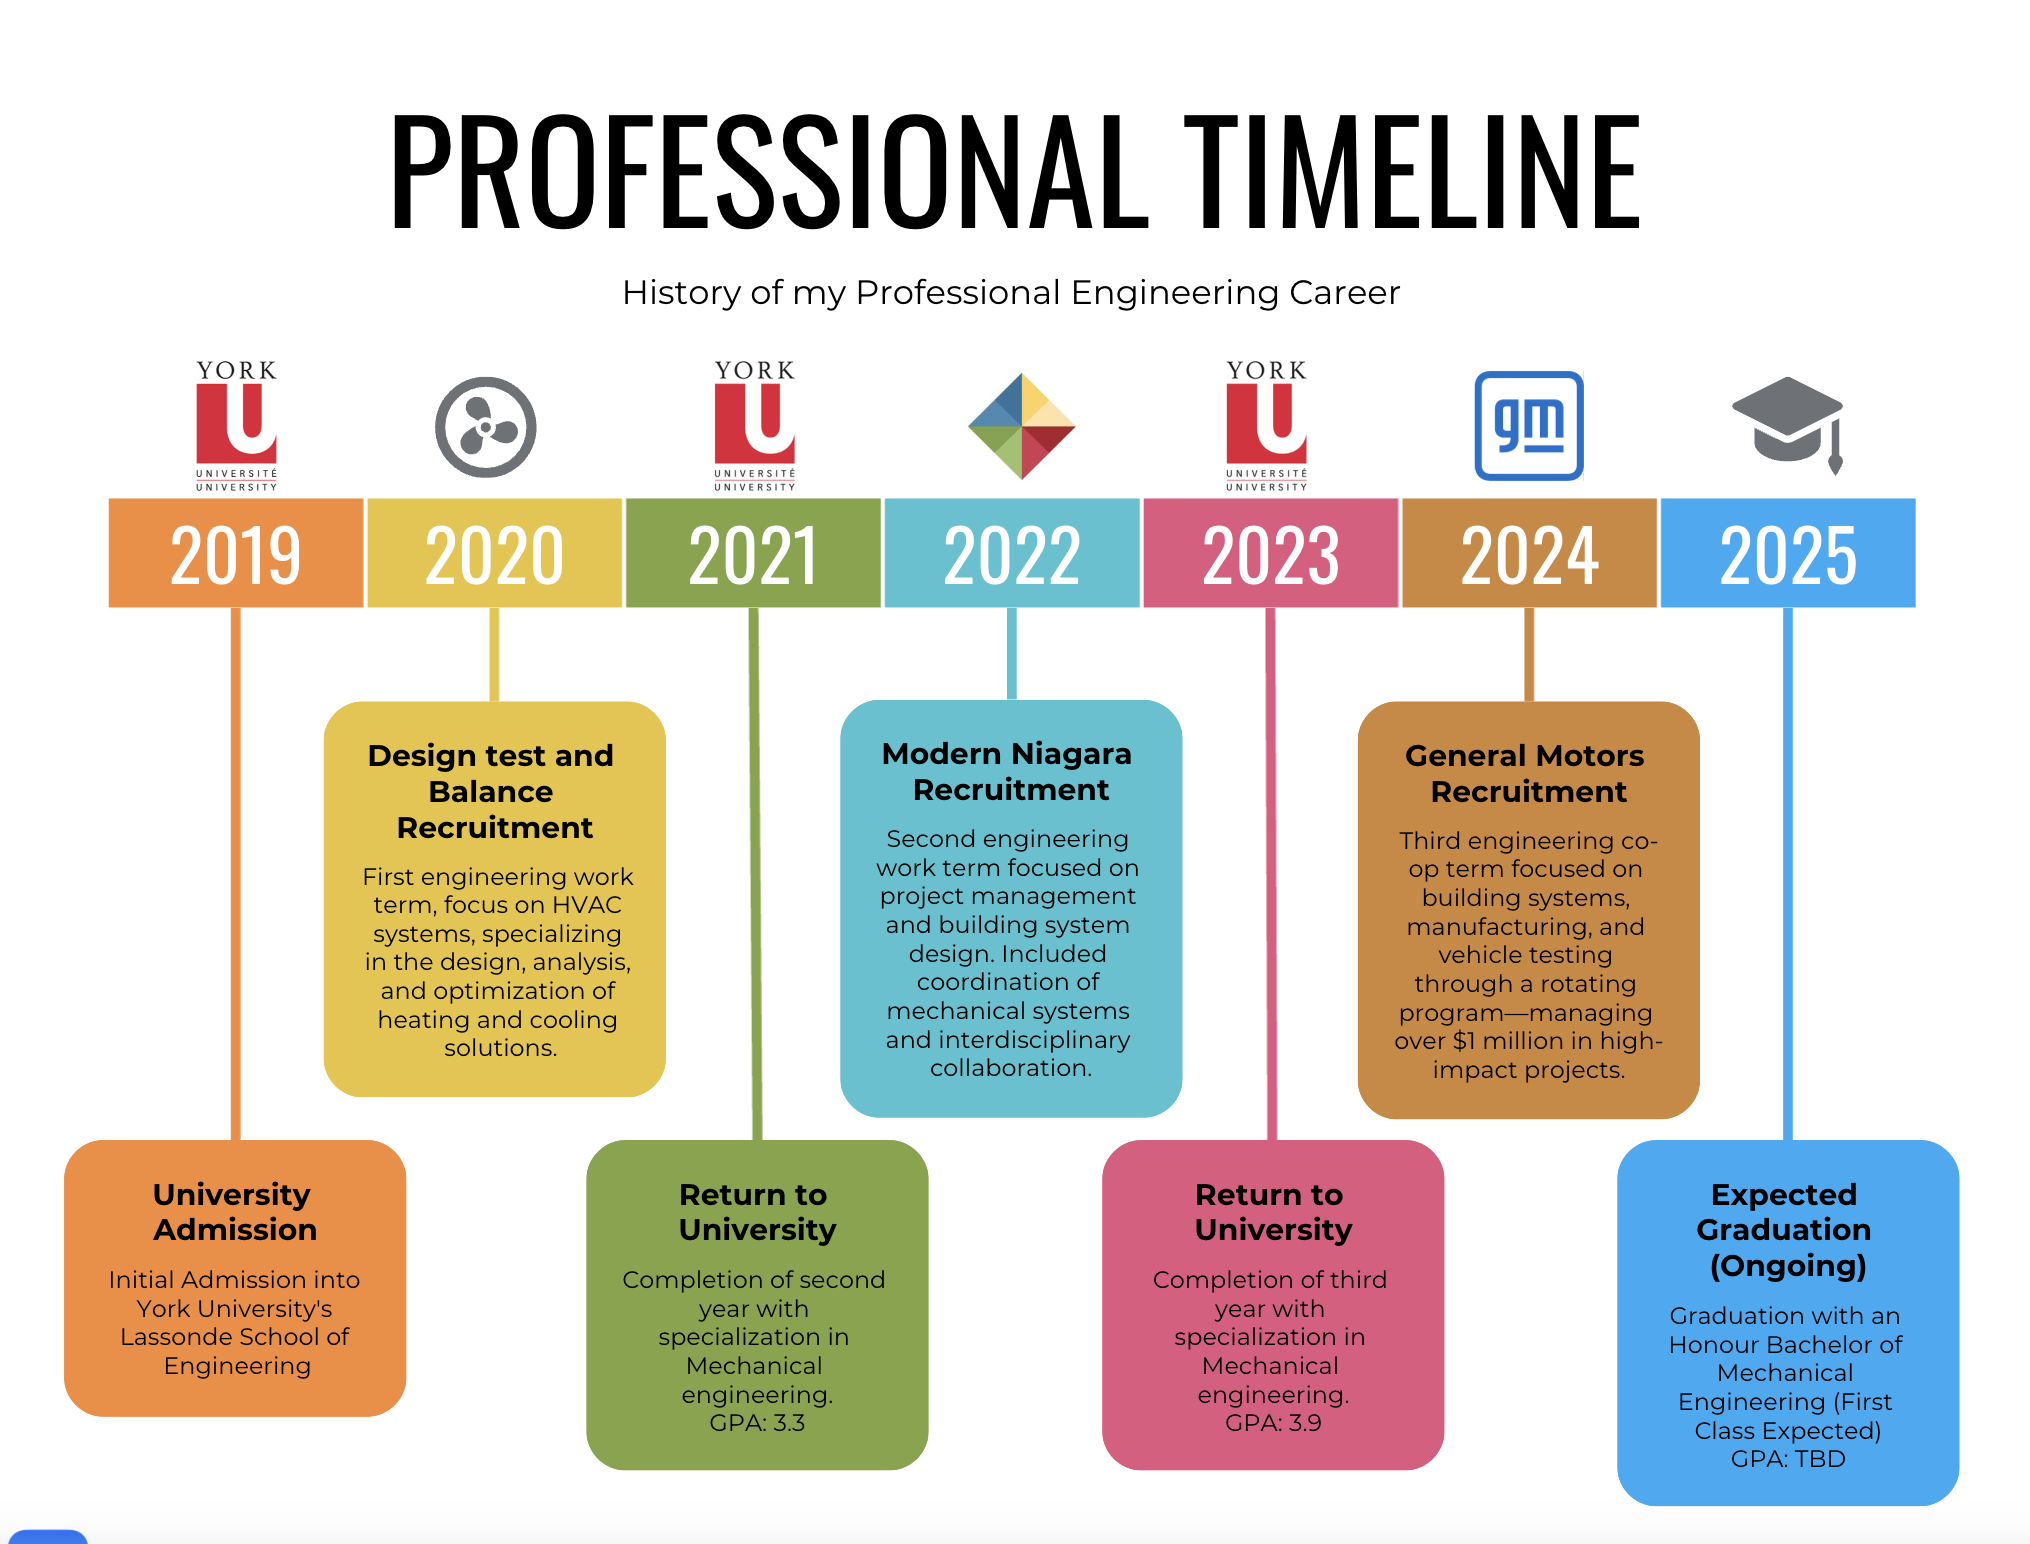 PROFESSIONAL TIMELINE
History of my Professional Engineering Career
YORK
U
UNIVERSITÉ
UNIVERSITY
YORK
U
UNIVERSITÉ
UNIVERSITY
YORK
U
UNIVERSITÉ
UNIVERSITY
gm
2019
2020
2021
2022
2023
2024
2025
Design test and
Balance
Recruitment
First engineering work
term, focus on HVAC
systems, specializing
in the design, analysis,
and optimization of
heating and cooling
solutions.
Modern Niagara
Recruitment
Second engineering
work term focused on
project management
and building system
design. Included
coordination of
mechanical systems
and interdisciplinary
collaboration.
General Motors
Recruitment
Third engineering co-
op term focused on
building systems,
manufacturing, and
vehicle testing
through a rotating
program—managing
over $1 million in high-
impact projects.
University
Admission
Initial Admission into
York University's
Lassonde School of
Engineering
Return to
University
Completion of second
year with
specialization in
Mechanical
engineering.
GPA: 3.3
Return to
University
Completion of third
year with
specialization in
Mechanical
engineering.
GPA: 3.9
Expected
Graduation
(Ongoing)
Graduation with an
Honour Bachelor of
Mechanical
Engineering (First
Class Expected)
GPA: TBD